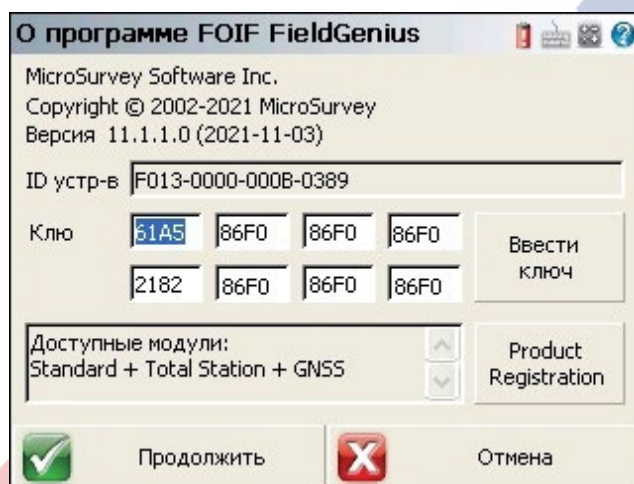 О программе FOIF FieldGenius
MicroSurvey Software Inc.
Copyright © 2002-2021 MicroSurvey
Версия 11.1.1.0 (2021-11-03)
ID устр-в F013-0000-000B-0389
Клю 61A5 86F0 86F0 86F0
2182 86F0 86F0 86F0
Ввести
ключ
Доступные модули:
Standard + Total Station + GNSS
Product
Registration
Продолжить
Отмена